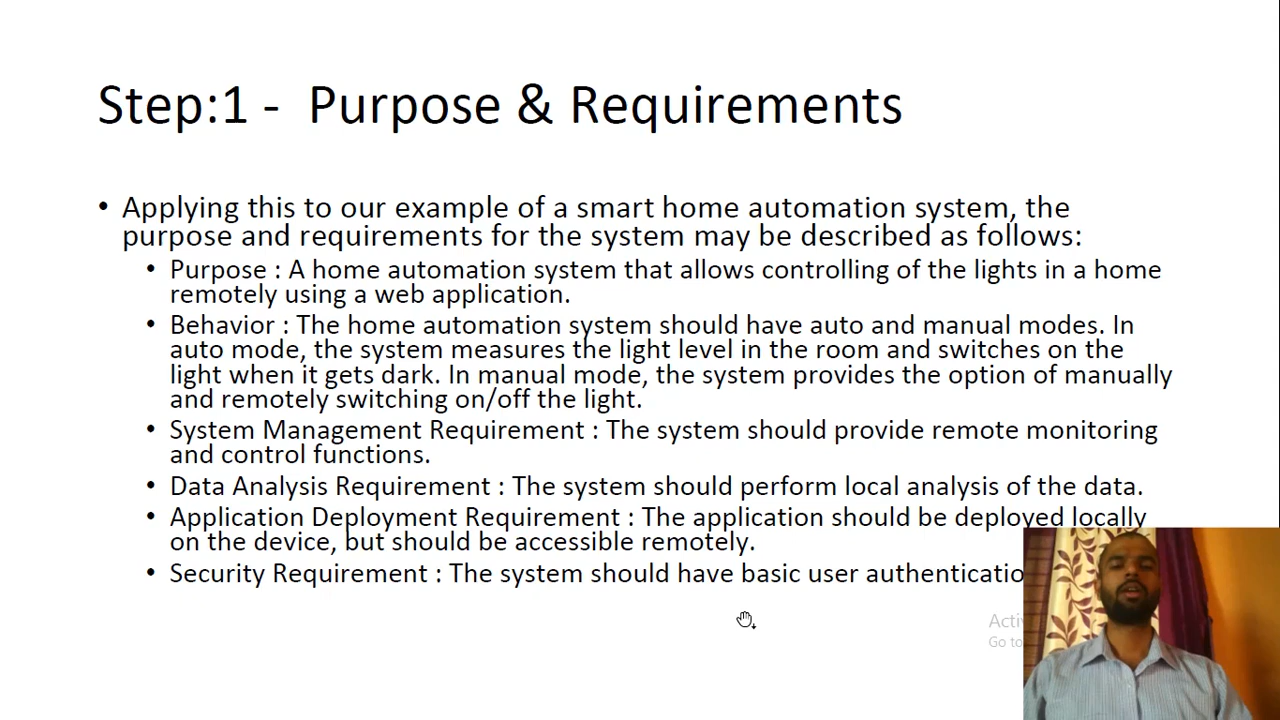 Step:1 - Purpose & Requirements
• Applying this to our example of a smart home automation system, the
purpose and requirements for the system may be described as follows:
• Purpose : A home automation system that allows controlling of the lights in a home
remotely using a web application.
• Behavior : The home automation system should have auto and manual modes. In
auto mode, the system measures the light level in the room and switches on the
light when it gets dark. In manual mode, the system provides the option of manually
and remotely switching on/off the light.
• System Management Requirement : The system should provide remote monitoring
and control functions.
• Data Analysis Requirement : The system should perform local analysis of the data.
• Application Deployment Requirement : The application should be deployed locally
on the device, but should be accessible remotely.
• Security Requirement : The system should have basic user
Go to